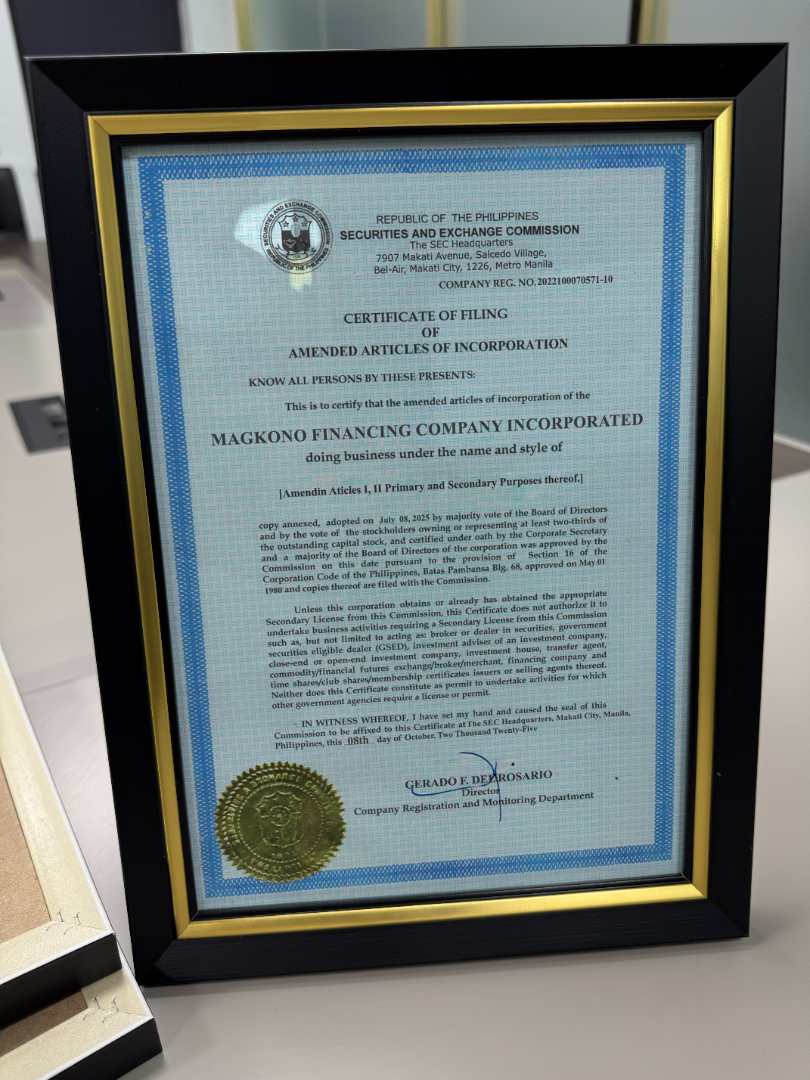 SECURITIES AND EXCHANGE COMMISSION
REPUBLIC OF THE PHILIPPINES
REPUBLIC OF THE PHILIPPINES
SECURITIES AND EXCHANGE COMMISSION
The SEC Headquarters
7907 Makati Avenue, Salcedo Village,
Bel-Air, Makati City, 1226, Metro Manila
COMPANY REG. NO. 2022100070571-10
CERTIFICATE OF FILING
OF
AMENDED ARTICLES OF INCORPORATION
KNOW ALL PERSONS BY THESE PRESENTS:
This is to certify that the amended articles of incorporation of the
MAGKONO FINANCING COMPANY INCORPORATED
doing business under the name and style of
[Amendin Aticles I, II Primary and Secondary Purposes thereof.]
copy annexed, adopted on July 08, 2025 by majority vote of the Board of Directors
and by the vote of the stockholders owning or representing at least two-thirds of
the outstanding capital stock, and certified under oath by the Corporate Secretary
and a majority of the Board of Directors of the corporation was approved by the
Commission on this date pursuant to the provision of Section 16 of the
Corporation Code of the Philippines, Batas Pambansa Blg. 68, approved on May 01
1980 and copies thereof are filed with the Commission.
Unless this corporation obtains or already has obtained the appropriate
Secondary License from this Commission, this Certificate does not authorize it to
undertake business activities requiring a Secondary License from this Commission
such as, but not limited to acting as: broker or dealer in securities, government
securities eligible dealer (GSED), investment adviser of an investment company,
close-end or open-end investment company, investment house, transfer agent,
commodity/financial futures exchange/broker/merchant, financing company and
time shares/club shares/membership certificates issuers or selling agents thereof.
Neither does this Certificate constitute as permit to undertake activities for which
other government agencies require a license or permit.
IN WITNESS WHEREOF, I have set my hand and caused the seal of this
Commission to be affixed to this Certificate at The SEC Headquarters, Makati City, Manila,
Philippines, this 08th day of October, Two Thousand Twenty-Five
GERADO F. DEL ROSARIO
Director
Company Registration and Monitoring Department